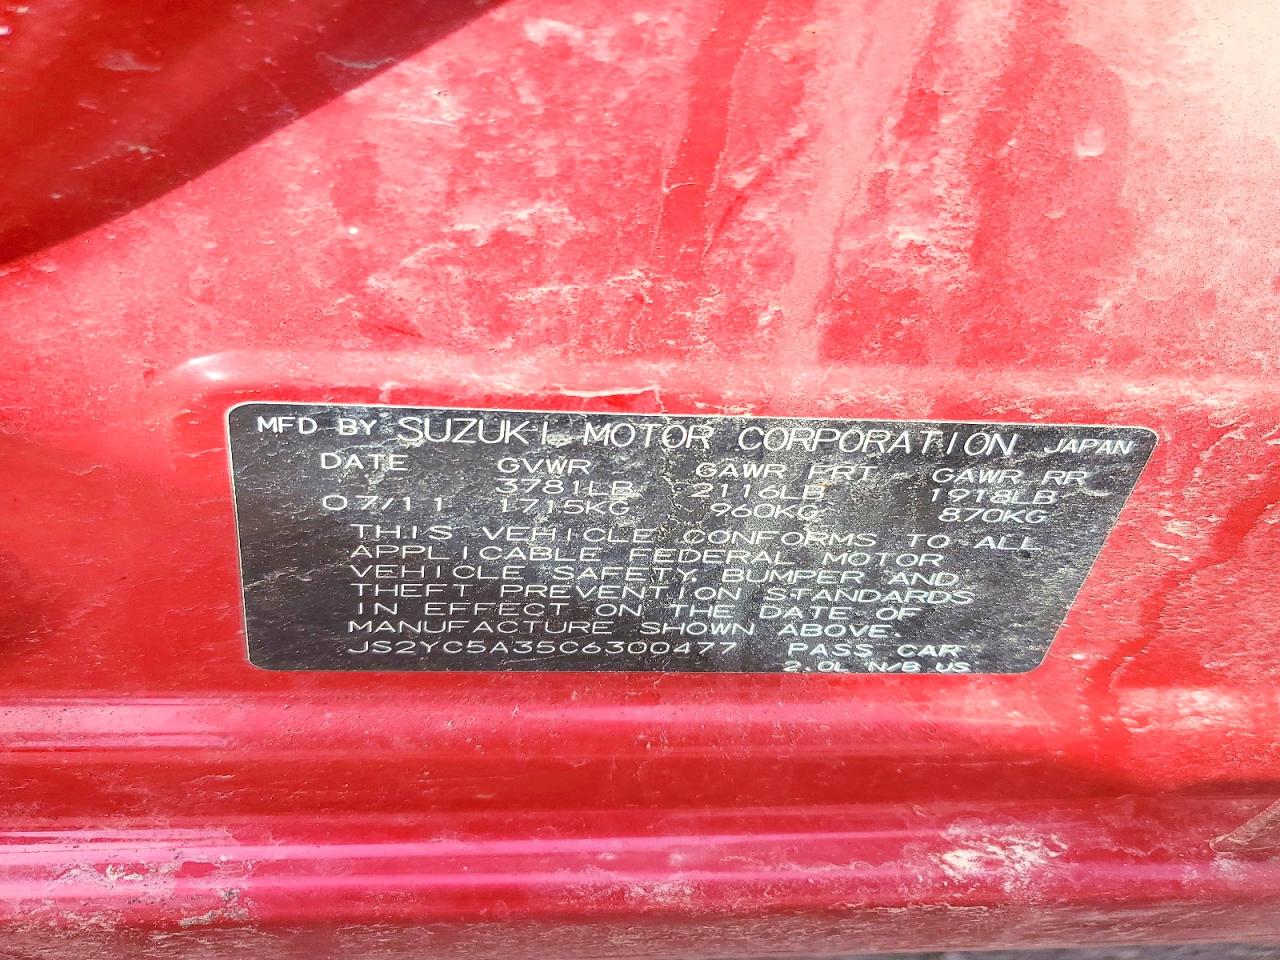 MFD BY SUZUKI MOTOR CORPORATION JAPAN
DATE GVWR GAWR FRT GAWR RR
3781LB 2116LB 1918LB
07/11 1715KG 960KG 870KG
THIS VEHICLE CONFORMS TO ALL
APPLICABLE FEDERAL MOTOR
VEHICLE SAFETY, BUMPER AND
THEFT PREVENTION STANDARDS
IN EFFECT ON THE DATE OF
MANUFACTURE SHOWN ABOVE.
JS2YC5A35C6300477 PASS CAR
2.0L N/B US